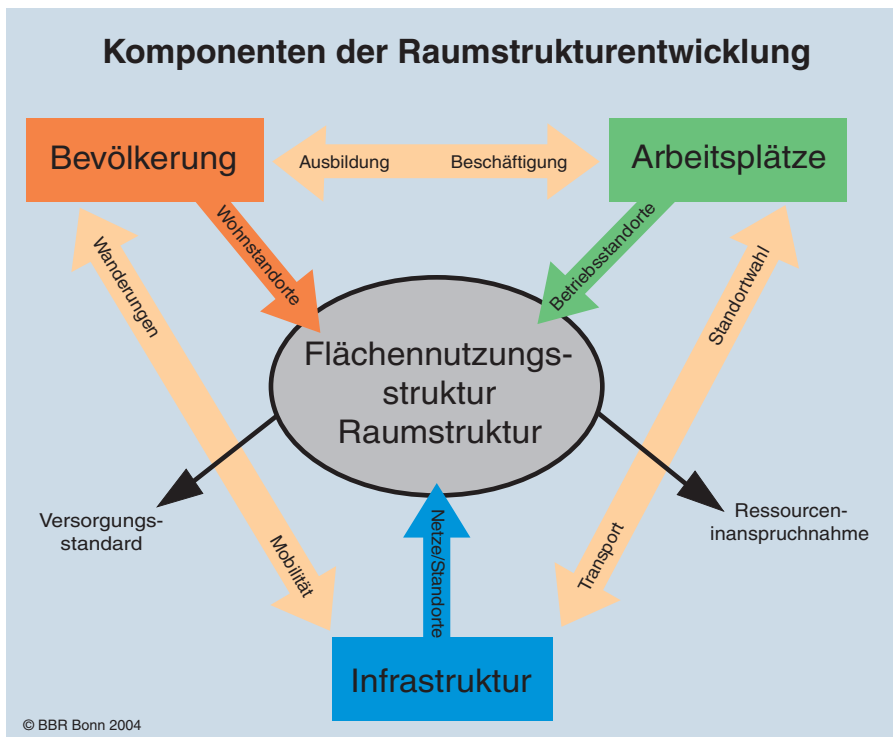 Komponenten der Raumstrukturentwicklung
Bevölkerung
Ausbildung
Beschäftigung
Arbeitsplätze
Wohnstandorte
Betriebsstandorte
Wanderungen
Standortwahl
Flächennutzungs-
struktur
Raumstruktur
Versorgungs-
standard
Ressourcen-
inanspruchnahme
Mobilität
Netze/Standorte
Transport
Infrastruktur
© BBR Bonn 2004